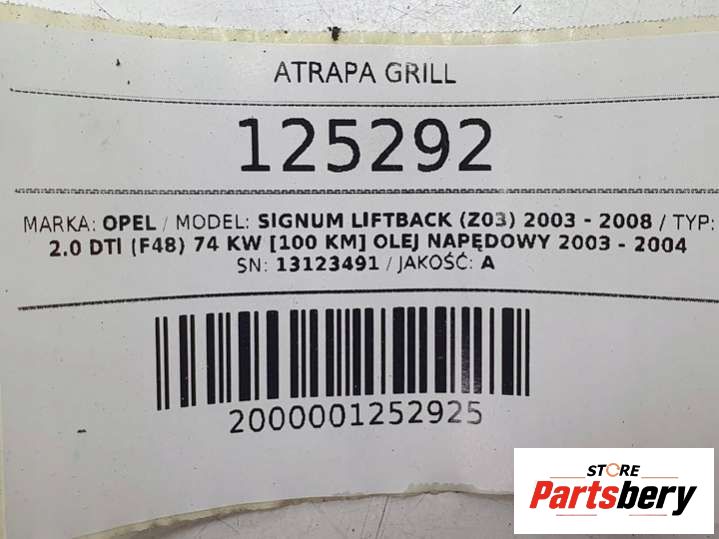 ATRAPA GRILL
125292
MARKA: OPEL / MODEL: SIGNUM LIFTBACK (Z03) 2003 - 2008 / TYP:
2.0 DTI (F48) 74 KW [100 KM] OLEJ NAPĘDOWY 2003 - 2004
SN: 13123491 / JAKOŚĆ: A
2000001252925
STORE
Partsbery